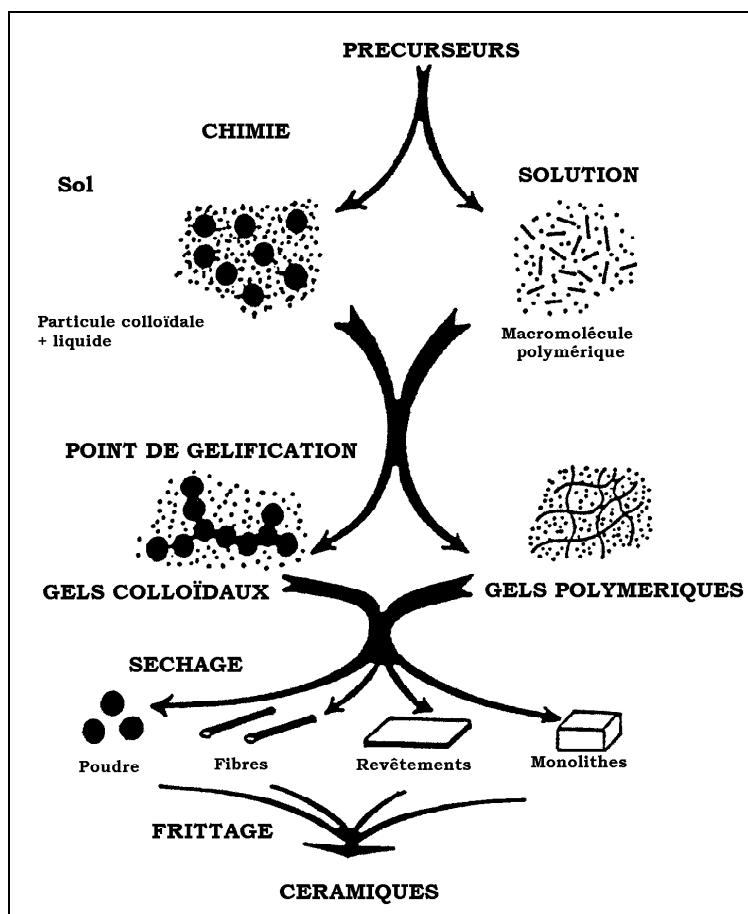 PRECURSEURS
CHIMIE
Sol
SOLUTION
Particule colloïdale
+ liquide
Macromolécule
polymérique
POINT DE GELIFICATION
GELS COLLOÏDAUX
GELS POLYMERIQUES
SECHAGE
Poudre
Fibres
Revêtements
Monolithes
FRITTAGE
CERAMIQUES